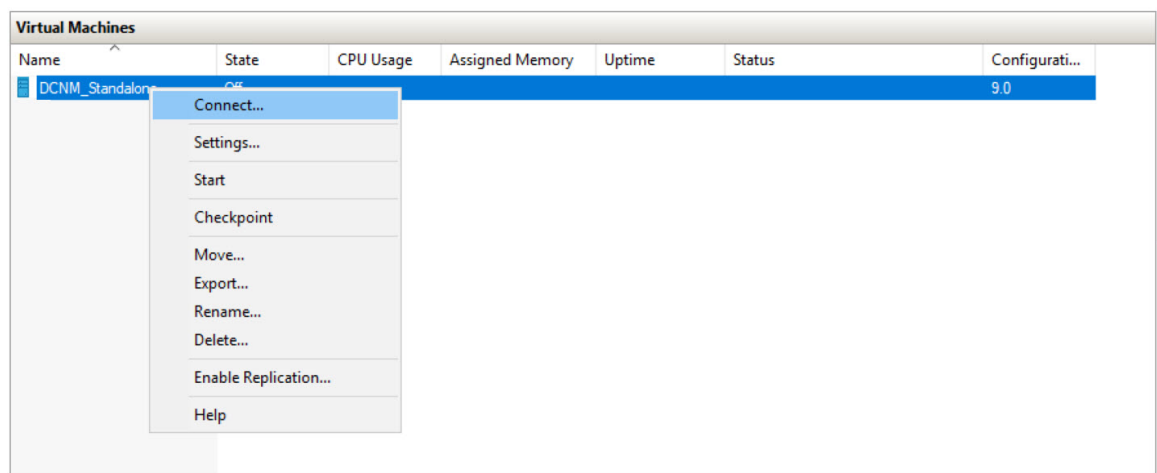 Virtual Machines
Name State CPU Usage Assigned Memory Uptime Status Configurati...
DCNM_Standalone Off 9.0
Connect...
Settings...
Start
Checkpoint
Move...
Export...
Rename...
Delete...
Enable Replication...
Help